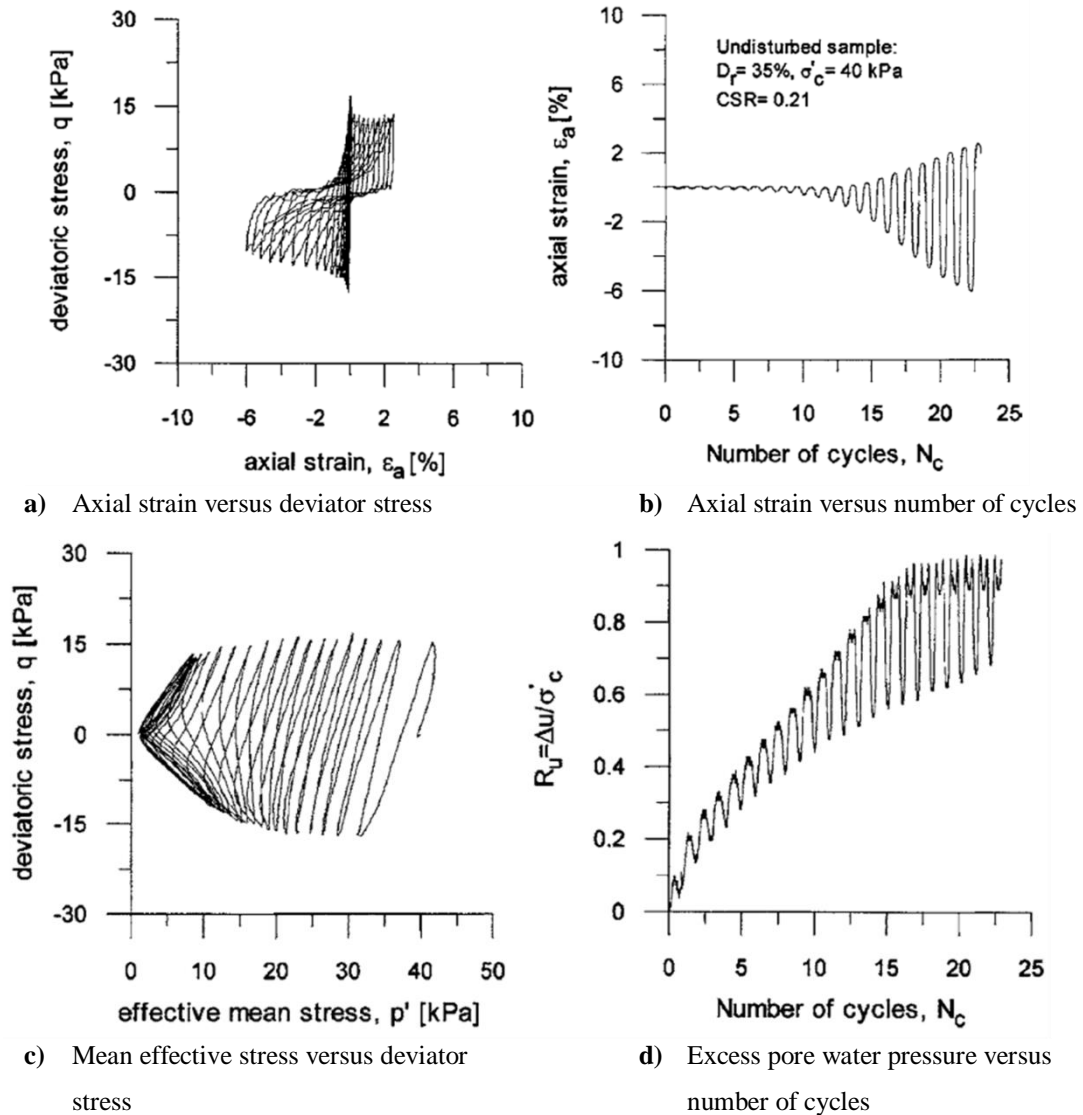 30
15
0
-15
-30
deviatoric stress, q [kPa]
-10 -6 -2 2 6 10
axial strain, εa [%]
a) Axial strain versus deviator stress
10
6
2
-2
-6
-10
axial strain, εa [%]
Undisturbed sample:
Dr= 35%, σ'c= 40 kPa
CSR= 0.21
0 5 10 15 20 25
Number of cycles, Nc
b) Axial strain versus number of cycles
30
15
0
-15
-30
deviatoric stress, q [kPa]
0 10 20 30 40 50
effective mean stress, p' [kPa]
c) Mean effective stress versus deviator
stress
1
0.8
0.6
0.4
0.2
0
Ru=Δu/σ'c
0 5 10 15 20 25
Number of cycles, Nc
d) Excess pore water pressure versus
number of cycles